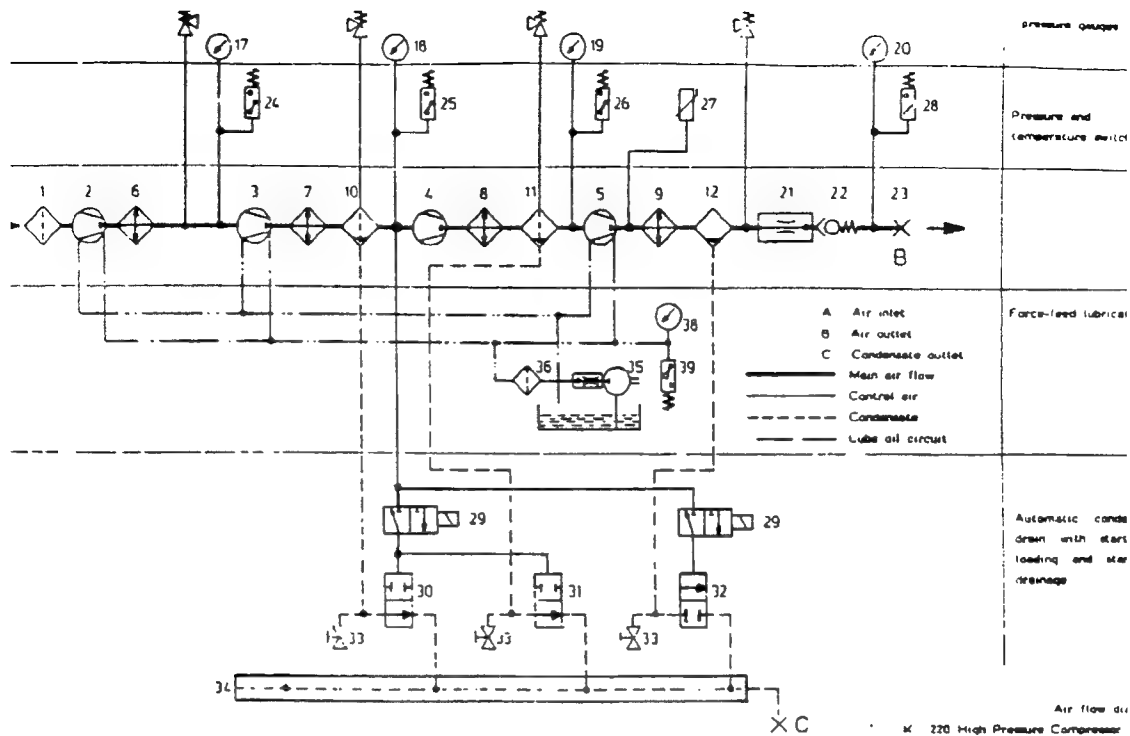 pressure gauges
17
18
19
20
24
25
26
27
28
Pressure and
temperature switch
1
2
6
3
7
10
4
8
11
5
9
12
21
22
23
B
A Air inlet
B Air outlet
C Condensate outlet
Main air flow
Control air
Condensate
Lube oil circuit
Force-feed lubrica
38
36
35
39
29
29
Automatic conde
drain with start
loading and star
drainage
30
31
32
33
33
33
34
C
Air flow dia
K 220 High Pressure Compressor